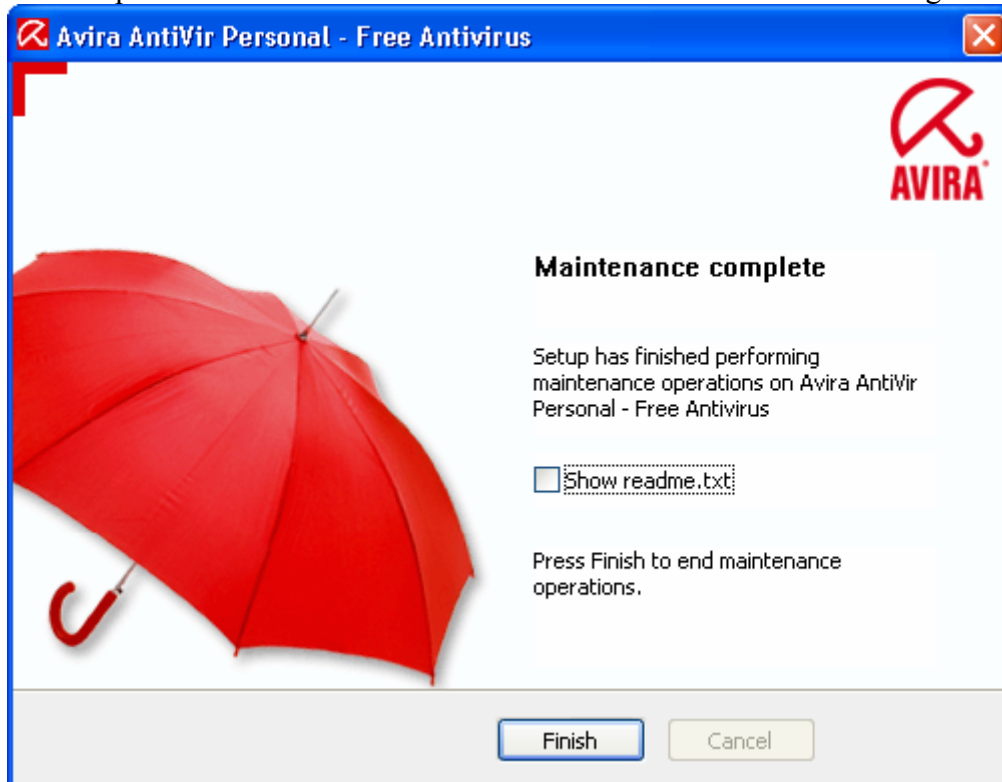 Avira AntiVir Personal - Free Antivirus
AVIRA
Maintenance complete
Setup has finished performing
maintenance operations on Avira AntiVir
Personal - Free Antivirus
Show readme.txt
Press Finish to end maintenance
operations.
Finish
Cancel